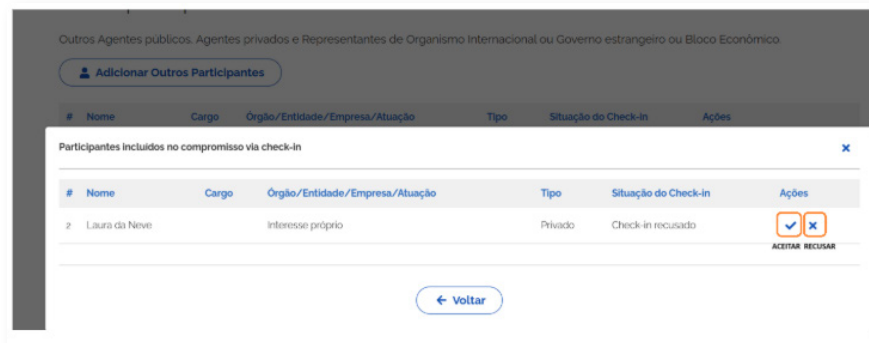 Outros Agentes públicos, Agentes privados e Representantes de Organismo Internacional ou Governo estrangeiro ou Bloco Econômico.
Adicionar Outros Participantes
# Nome Cargo Órgão/Entidade/Empresa/Atuação Tipo Situação do Check-in Ações
Participantes incluídos no compromisso via check-in
# Nome Cargo Órgão/Entidade/Empresa/Atuação Tipo Situação do Check-in Ações
2 Laura da Neve Interesse próprio Privado Check-in recusado
ACEITAR RECUSAR
Voltar